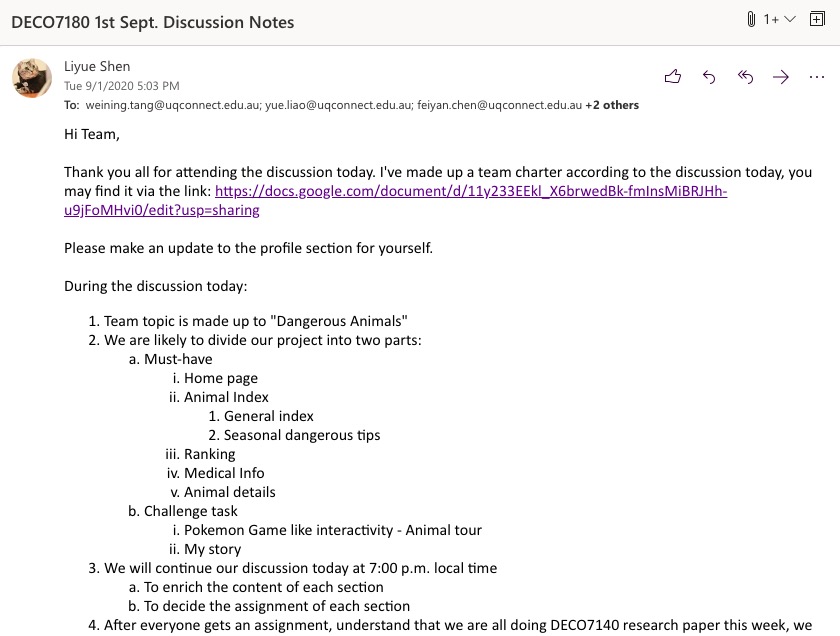 DECO7180 1st Sept. Discussion Notes
1+
Liyue Shen
Tue 9/1/2020 5:03 PM
To: weining.tang@uqconnect.edu.au; yue.liao@uqconnect.edu.au; feiyan.chen@uqconnect.edu.au +2 others
Hi Team,
Thank you all for attending the discussion today. I've made up a team charter according to the discussion today, you
may find it via the link: https://docs.google.com/document/d/11y233EEkl_X6brwedBk-fmInsMiBRJHh-
u9jFoMHvi0/edit?usp=sharing
Please make an update to the profile section for yourself.
During the discussion today:
1. Team topic is made up to "Dangerous Animals"
2. We are likely to divide our project into two parts:
a. Must-have
i. Home page
ii. Animal Index
1. General index
2. Seasonal dangerous tips
iii. Ranking
iv. Medical Info
v. Animal details
b. Challenge task
i. Pokemon Game like interactivity - Animal tour
ii. My story
3. We will continue our discussion today at 7:00 p.m. local time
a. To enrich the content of each section
b. To decide the assignment of each section
4. After everyone gets an assignment, understand that we are all doing DECO7140 research paper this week, we